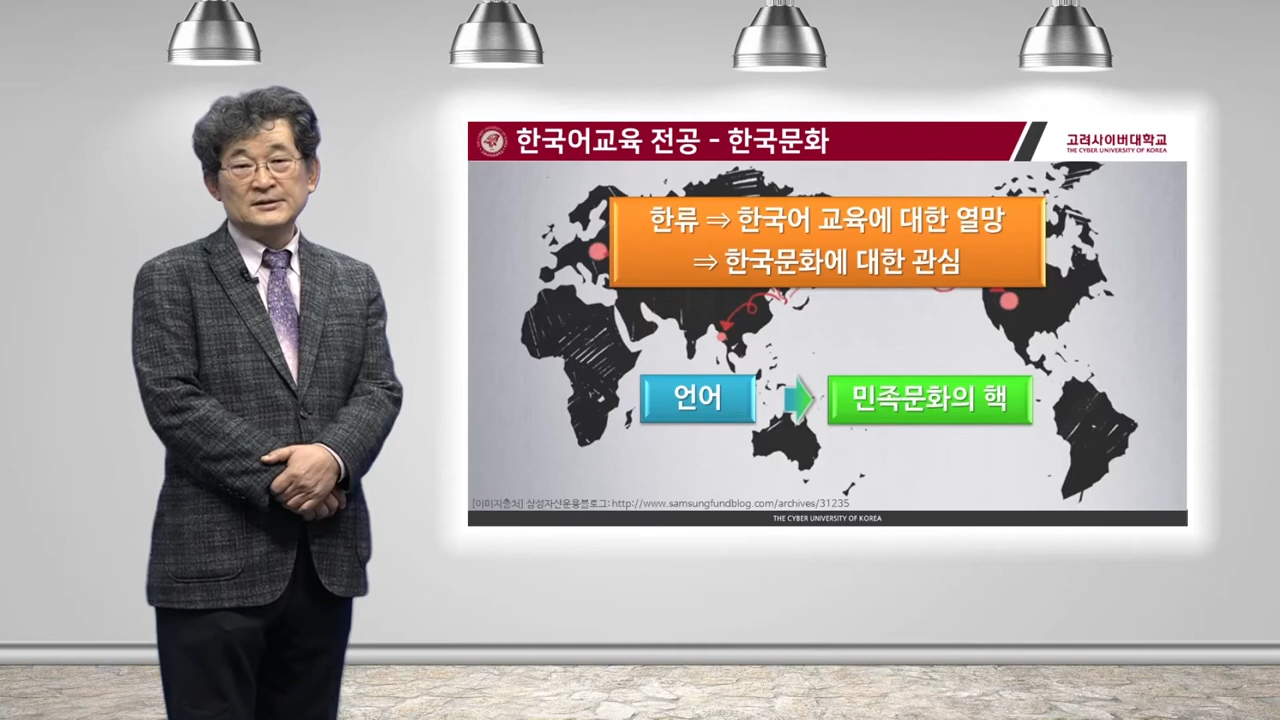 한국어교육 전공 - 한국문화
고려사이버대학교
THE CYBER UNIVERSITY OF KOREA
한류 ⇒ 한국어 교육에 대한 열망
⇒ 한국문화에 대한 관심
언어
민족문화의 핵
[이미지출처] 삼성자산운용블로그: http://www.samsungfundblog.com/archives/31235
THE CYBER UNIVERSITY OF KOREA